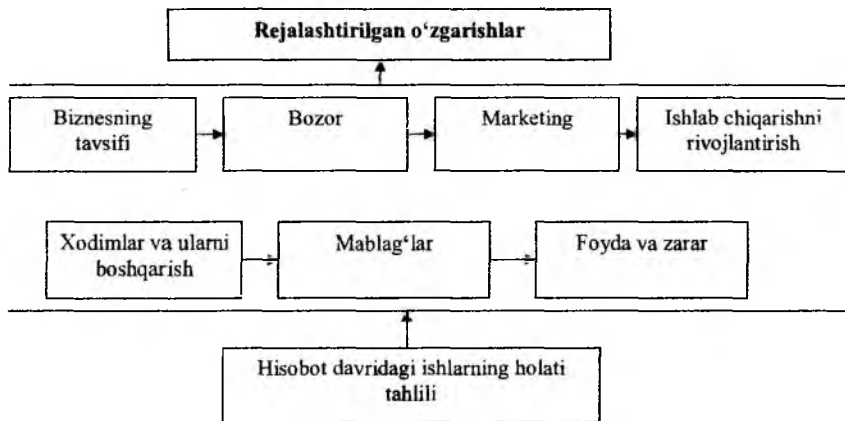 Rejalashtirilgan o‘zgarishlar
Biznesning
tavsifi
Bozor
Marketing
Ishlab chiqarishni
rivojlantirish
Xodimlar va ularni
boshqarish
Mablag‘lar
Foyda va zarar
Hisobot davridagi ishlarning holati
tahlili